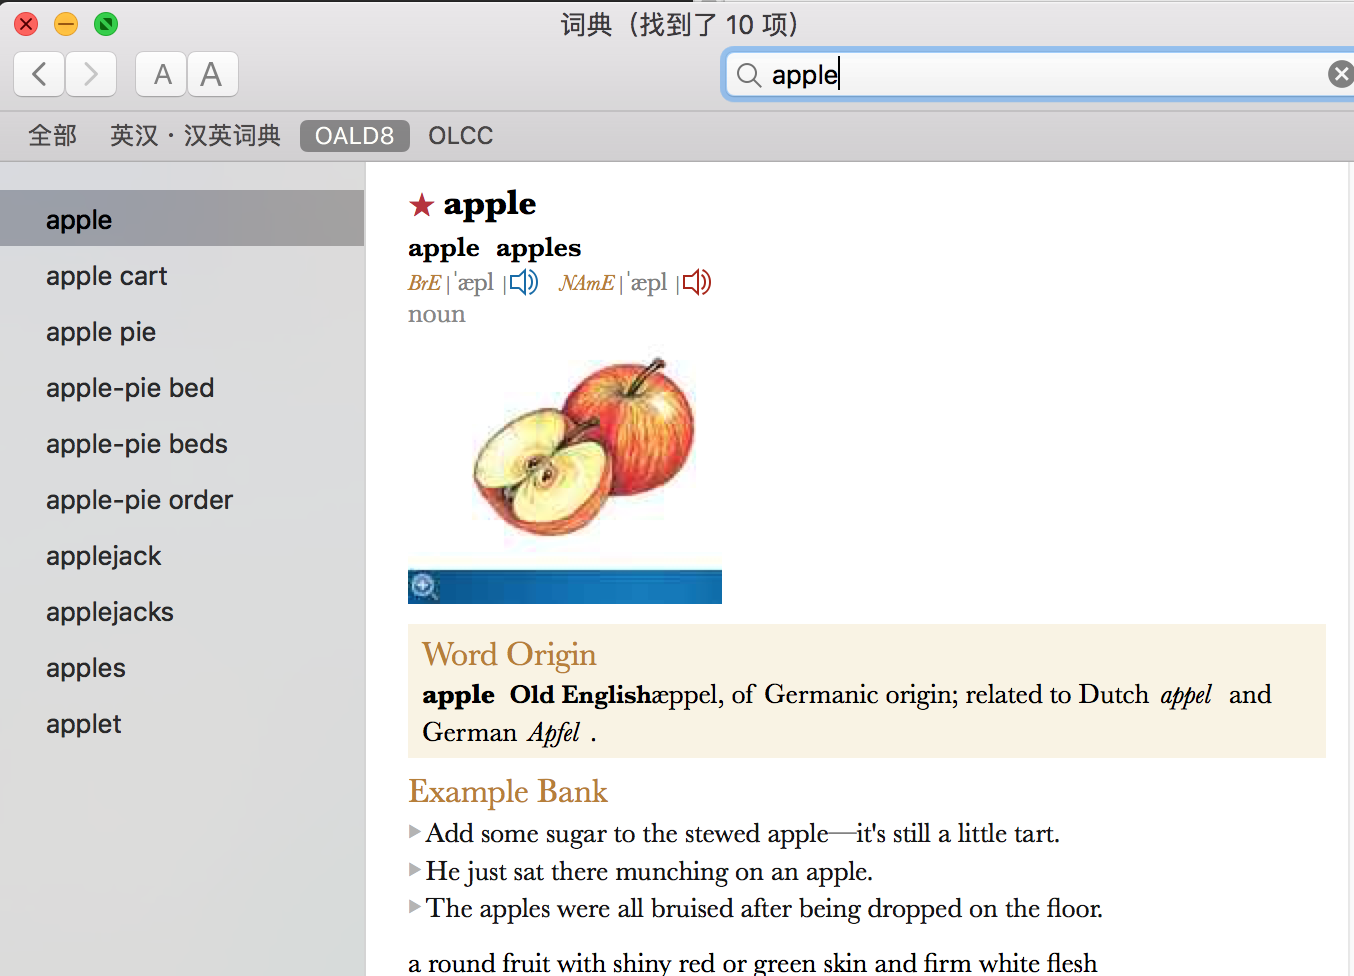 词典（找到了 10 项）
A A
apple
全部 英汉・汉英词典 OALD8 OLCC
apple
apple cart
apple pie
apple-pie bed
apple-pie beds
apple-pie order
applejack
applejacks
apples
applet
★ apple
apple apples
BrE |ˈæpl | NAmE |ˈæpl |
noun
Word Origin
apple Old Englishæppel, of Germanic origin; related to Dutch appel and
German Apfel .
Example Bank
Add some sugar to the stewed apple—it's still a little tart.
He just sat there munching on an apple.
The apples were all bruised after being dropped on the floor.
a round fruit with shiny red or green skin and firm white flesh